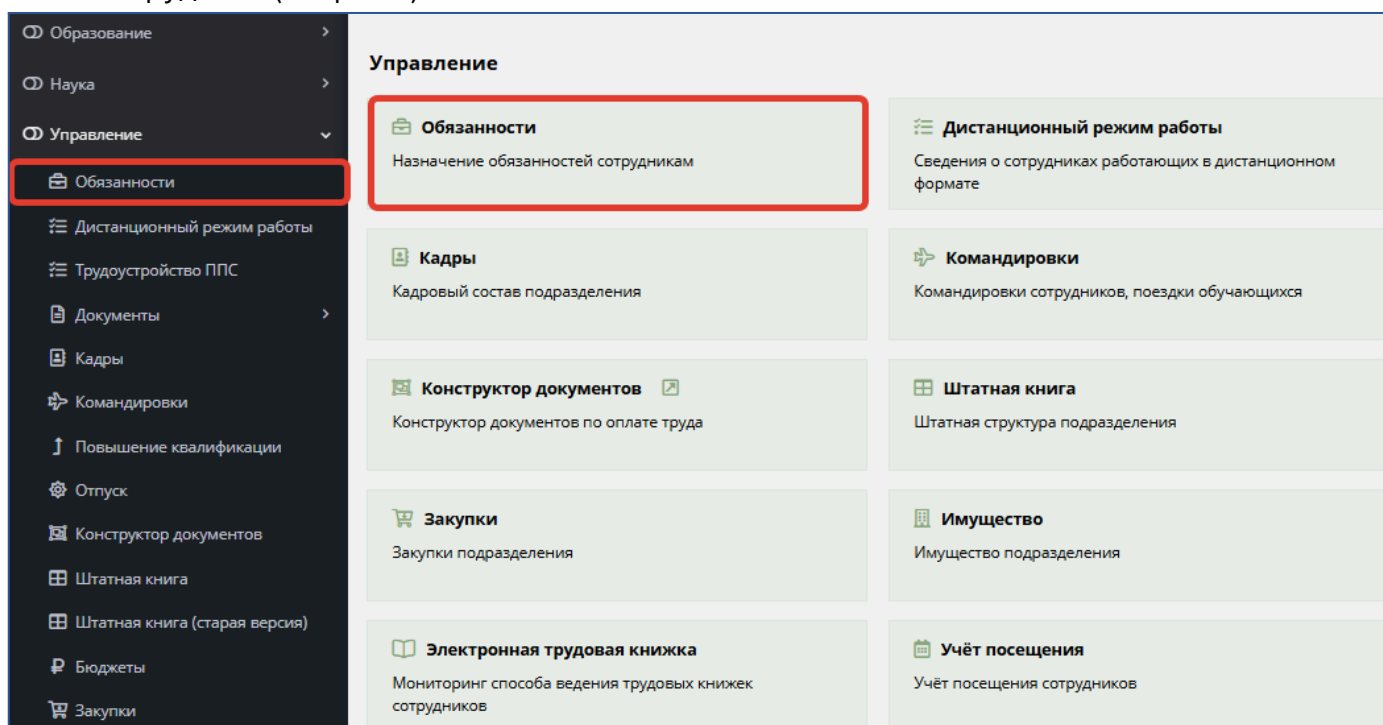 Образование
Наука
Управление
Обязанности
Дистанционный режим работы
Трудоустройство ППС
Документы
Кадры
Командировки
Повышение квалификации
Отпуск
Конструктор документов
Штатная книга
Штатная книга (старая версия)
Бюджеты
Закупки
Управление
Обязанности
Назначение обязанностей сотрудникам
Дистанционный режим работы
Сведения о сотрудниках работающих в дистанционном
формате
Кадры
Кадровый состав подразделения
Командировки
Командировки сотрудников, поездки обучающихся
Конструктор документов
Конструктор документов по оплате труда
Штатная книга
Штатная структура подразделения
Закупки
Закупки подразделения
Имущество
Имущество подразделения
Электронная трудовая книжка
Мониторинг способа ведения трудовых книжек
сотрудников
Учёт посещения
Учёт посещения сотрудников